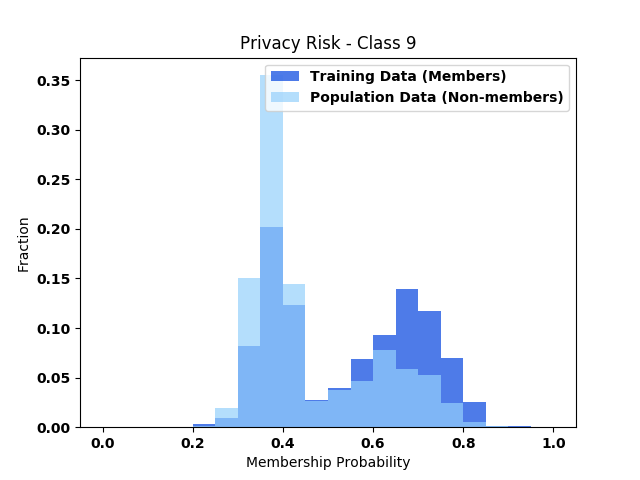 Privacy Risk - Class 9
Training Data (Members)
Population Data (Non-members)
0.35
0.30
0.25
0.20
0.15
0.10
0.05
0.00
Fraction
0.0 0.2 0.4 0.6 0.8 1.0
Membership Probability